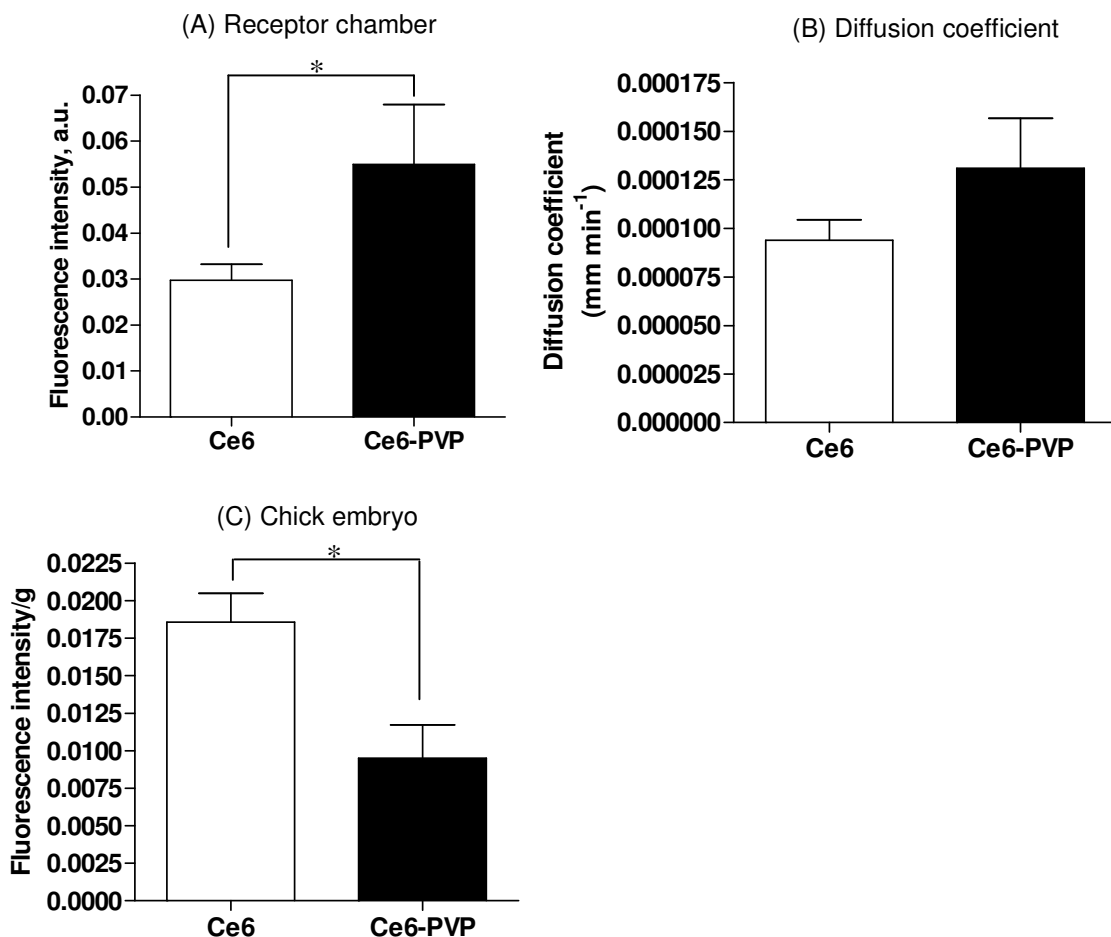 (A) Receptor chamber
*
Fluorescence intensity, a.u.
0.07
0.06
0.05
0.04
0.03
0.02
0.01
0.00
Ce6 Ce6-PVP
(B) Diffusion coefficient
Diffusion coefficient
(mm min⁻¹)
0.000175
0.000150
0.000125
0.000100
0.000075
0.000050
0.000025
0.000000
Ce6 Ce6-PVP
(C) Chick embryo
*
Fluorescence intensity/g
0.0225
0.0200
0.0175
0.0150
0.0125
0.0100
0.0075
0.0050
0.0025
0.0000
Ce6 Ce6-PVP